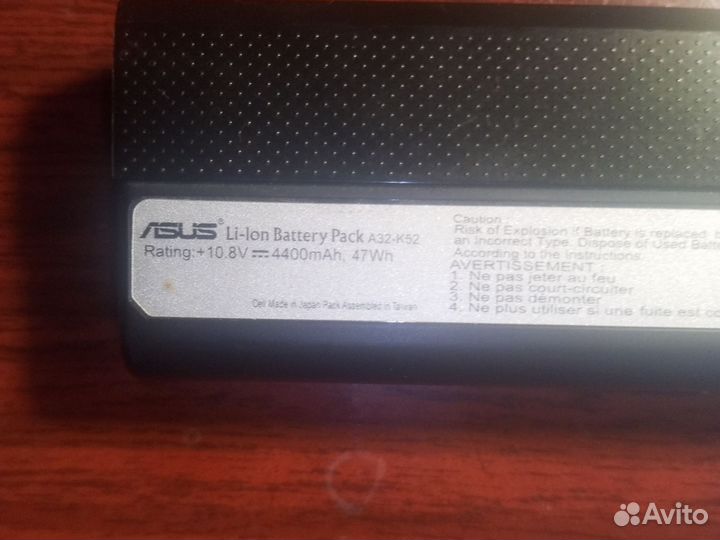 ASUS® Li-Ion Battery Pack A32-K52
Rating:+10.8V⎓4400mAh, 47Wh
Cell Made in Japan Pack Assembled in Taiwan
Caution :
Risk of Explosion if Battery is replaced
an Incorrect Type. Dispose of Used
According to the Instructions.
AVERTISSEMENT :
1. Ne pas jeter au feu
2. Ne pas court-circuiter
3. Ne pas démonter
4. Ne plus utiliser si une fuite est
Avito